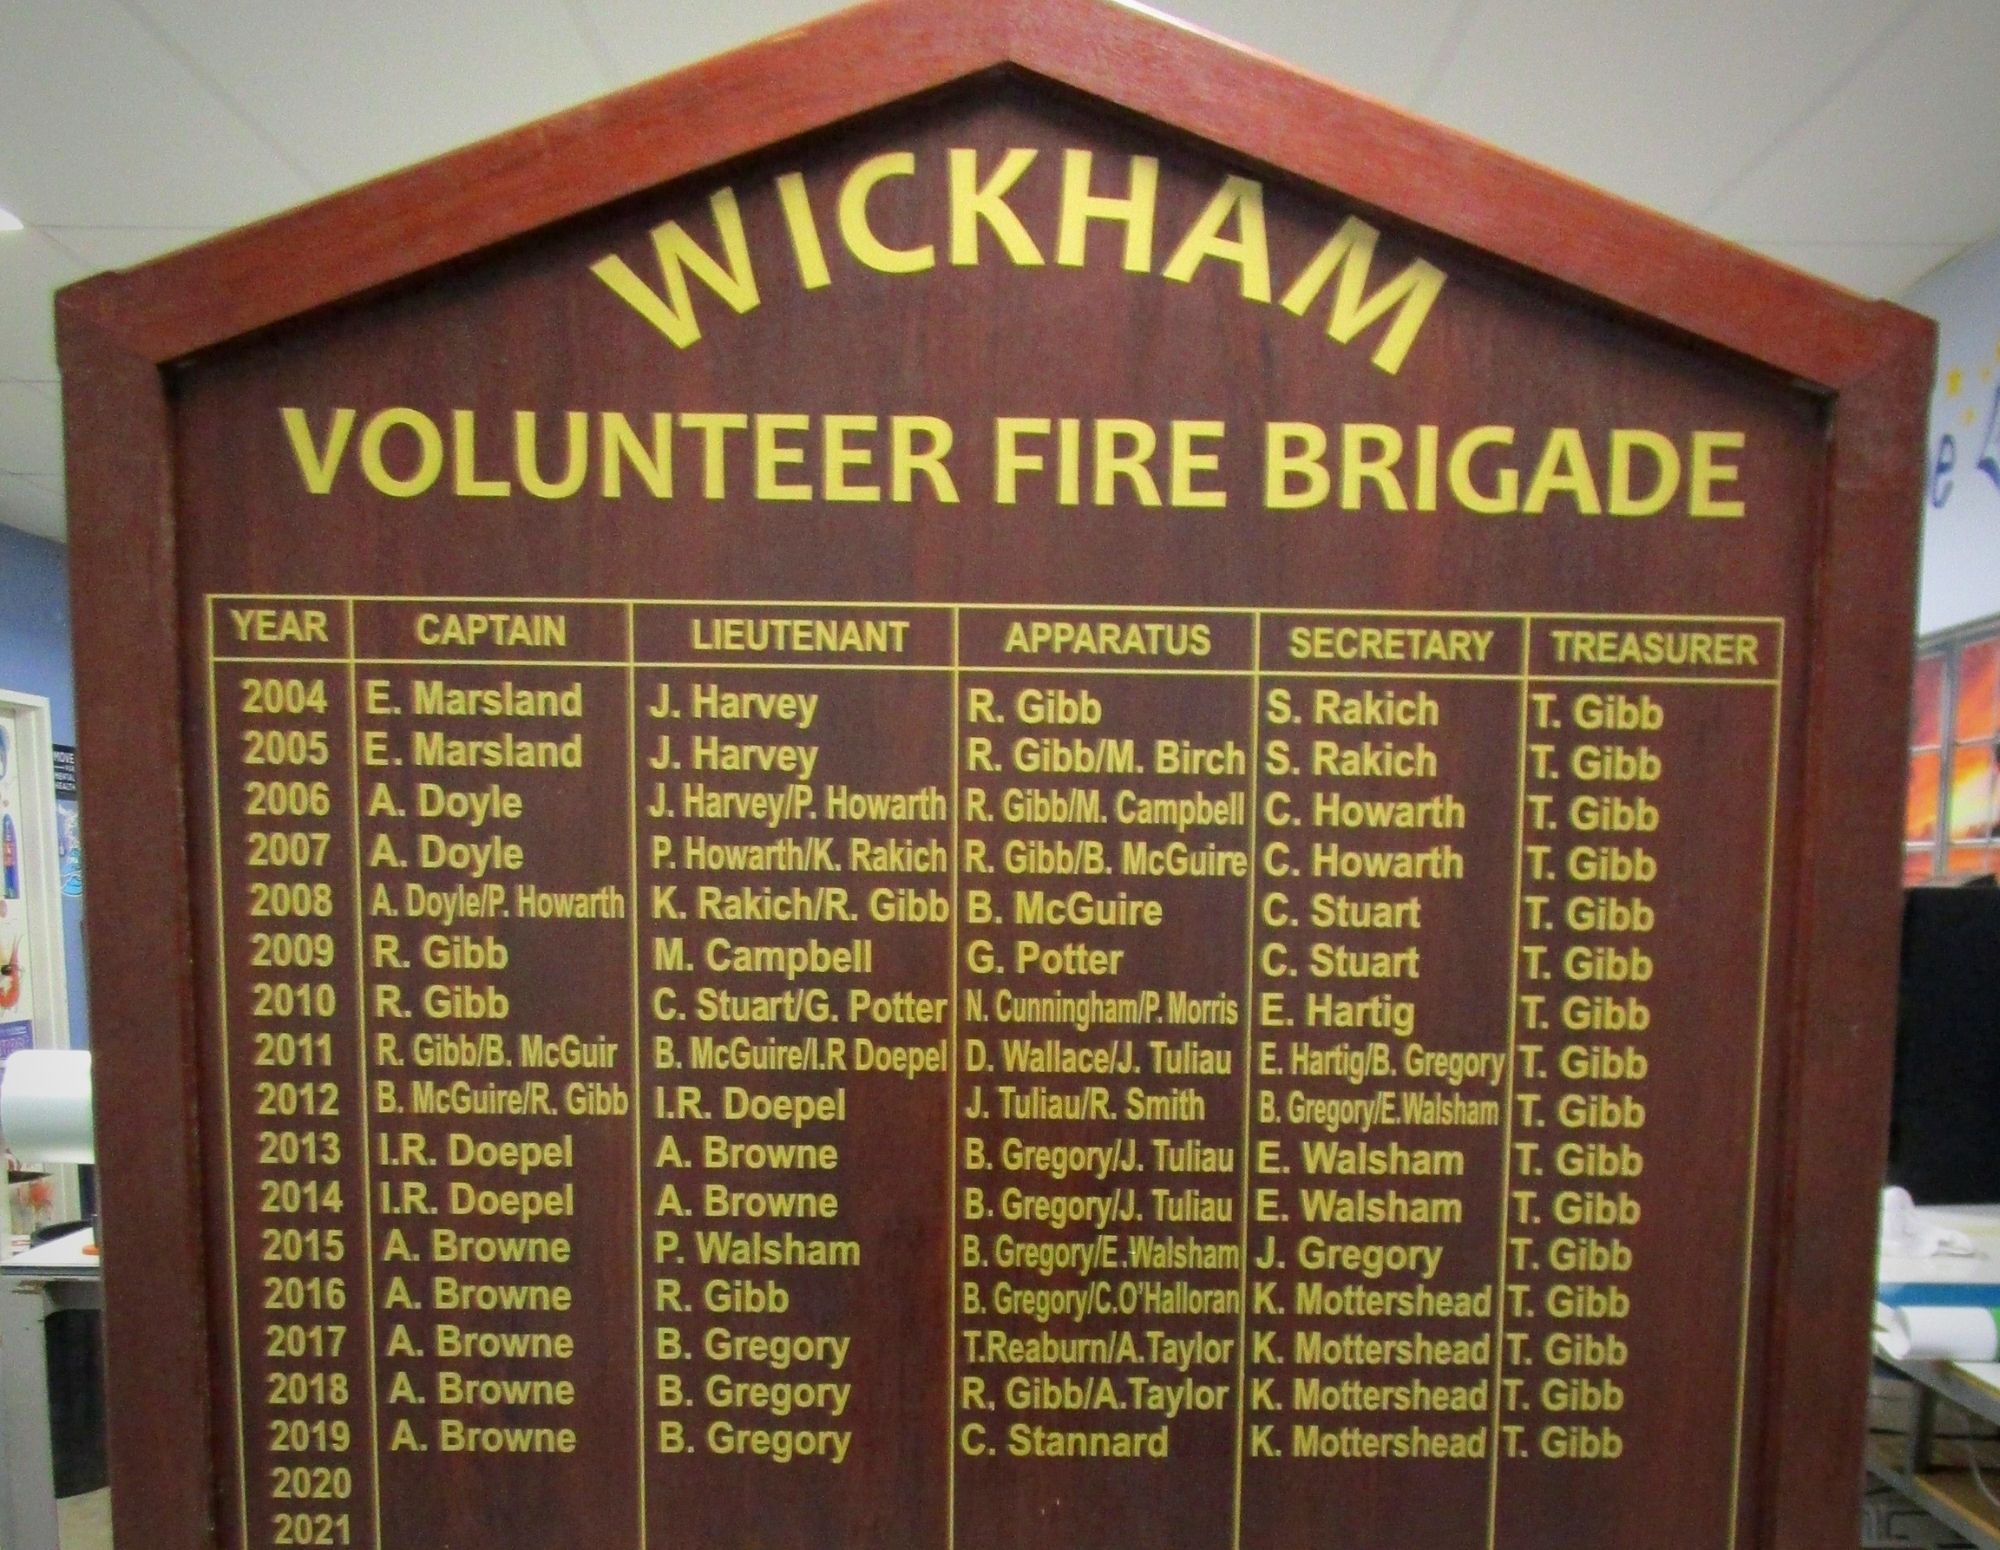 WICKHAM
VOLUNTEER FIRE BRIGADE
YEAR CAPTAIN LIEUTENANT APPARATUS SECRETARY TREASURER
2004 E. Marsland J. Harvey R. Gibb S. Rakich T. Gibb
2005 E. Marsland J. Harvey R. Gibb/M. Birch S. Rakich T. Gibb
2006 A. Doyle J. Harvey/P. Howarth R. Gibb/M. Campbell C. Howarth T. Gibb
2007 A. Doyle P. Howarth/K. Rakich R. Gibb/B. McGuire C. Howarth T. Gibb
2008 A. Doyle/P. Howarth K. Rakich/R. Gibb B. McGuire C. Stuart T. Gibb
2009 R. Gibb M. Campbell G. Potter C. Stuart T. Gibb
2010 R. Gibb C. Stuart/G. Potter N. Cunningham/P. Morris E. Hartig T. Gibb
2011 R. Gibb/B. McGuir B. McGuire/I.R Doepel D. Wallace/J. Tuliau E. Hartig/B. Gregory T. Gibb
2012 B. McGuire/R. Gibb I.R. Doepel J. Tuliau/R. Smith B. Gregory/E.Walsham T. Gibb
2013 I.R. Doepel A. Browne B. Gregory/J. Tuliau E. Walsham T. Gibb
2014 I.R. Doepel A. Browne B. Gregory/J. Tuliau E. Walsham T. Gibb
2015 A. Browne P. Walsham B. Gregory/E.Walsham J. Gregory T. Gibb
2016 A. Browne R. Gibb B. Gregory/C.O'Halloran K. Mottershead T. Gibb
2017 A. Browne B. Gregory T.Reaburn/A.Taylor K. Mottershead T. Gibb
2018 A. Browne B. Gregory R, Gibb/A.Taylor K. Mottershead T. Gibb
2019 A. Browne B. Gregory C. Stannard K. Mottershead T. Gibb
2020
2021
MOVE
MENTAL
HEALTH